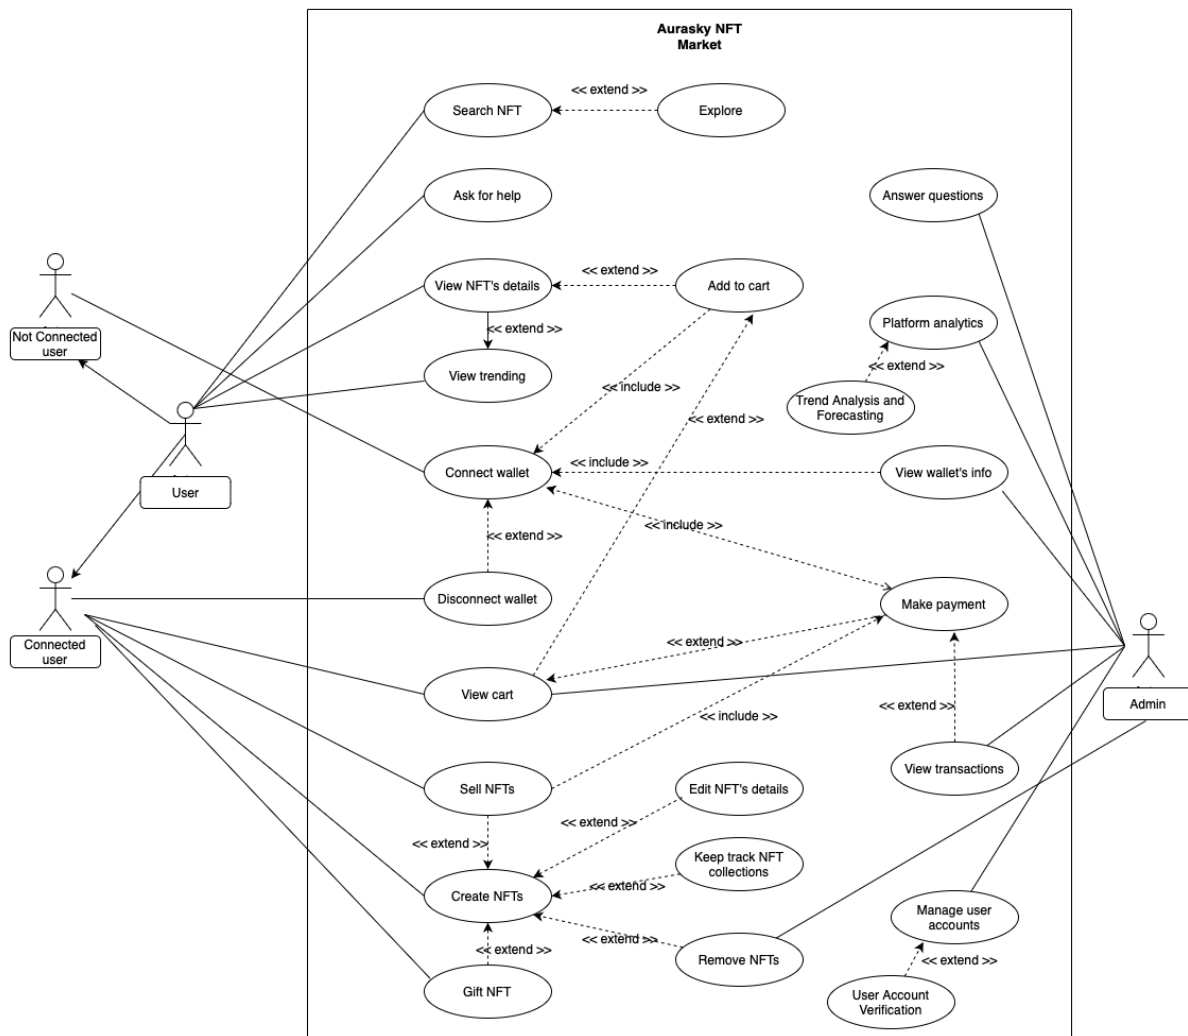 Aurasky NFT
Market
<< extend >>
Search NFT
Explore
Ask for help
Answer questions
<< extend >>
View NFT's details
Add to cart
Not Connected
user
<< extend >>
Platform analytics
View trending
<< extend >>
<< include >>
Trend Analysis and
Forecasting
<< extend >>
User
Connect wallet
<< include >>
View wallet's info
<< include >>
<< extend >>
Disconnect wallet
Make payment
Connected
user
<< extend >>
View cart
Admin
<< extend >>
<< include >>
View transactions
Sell NFTs
Edit NFT's details
<< extend >>
<< extend >>
Keep track NFT
collections
<< extend >>
Create NFTs
Manage user
accounts
<< extend >>
<< extend >>
Remove NFTs
<< extend >>
Gift NFT
User Account
Verification